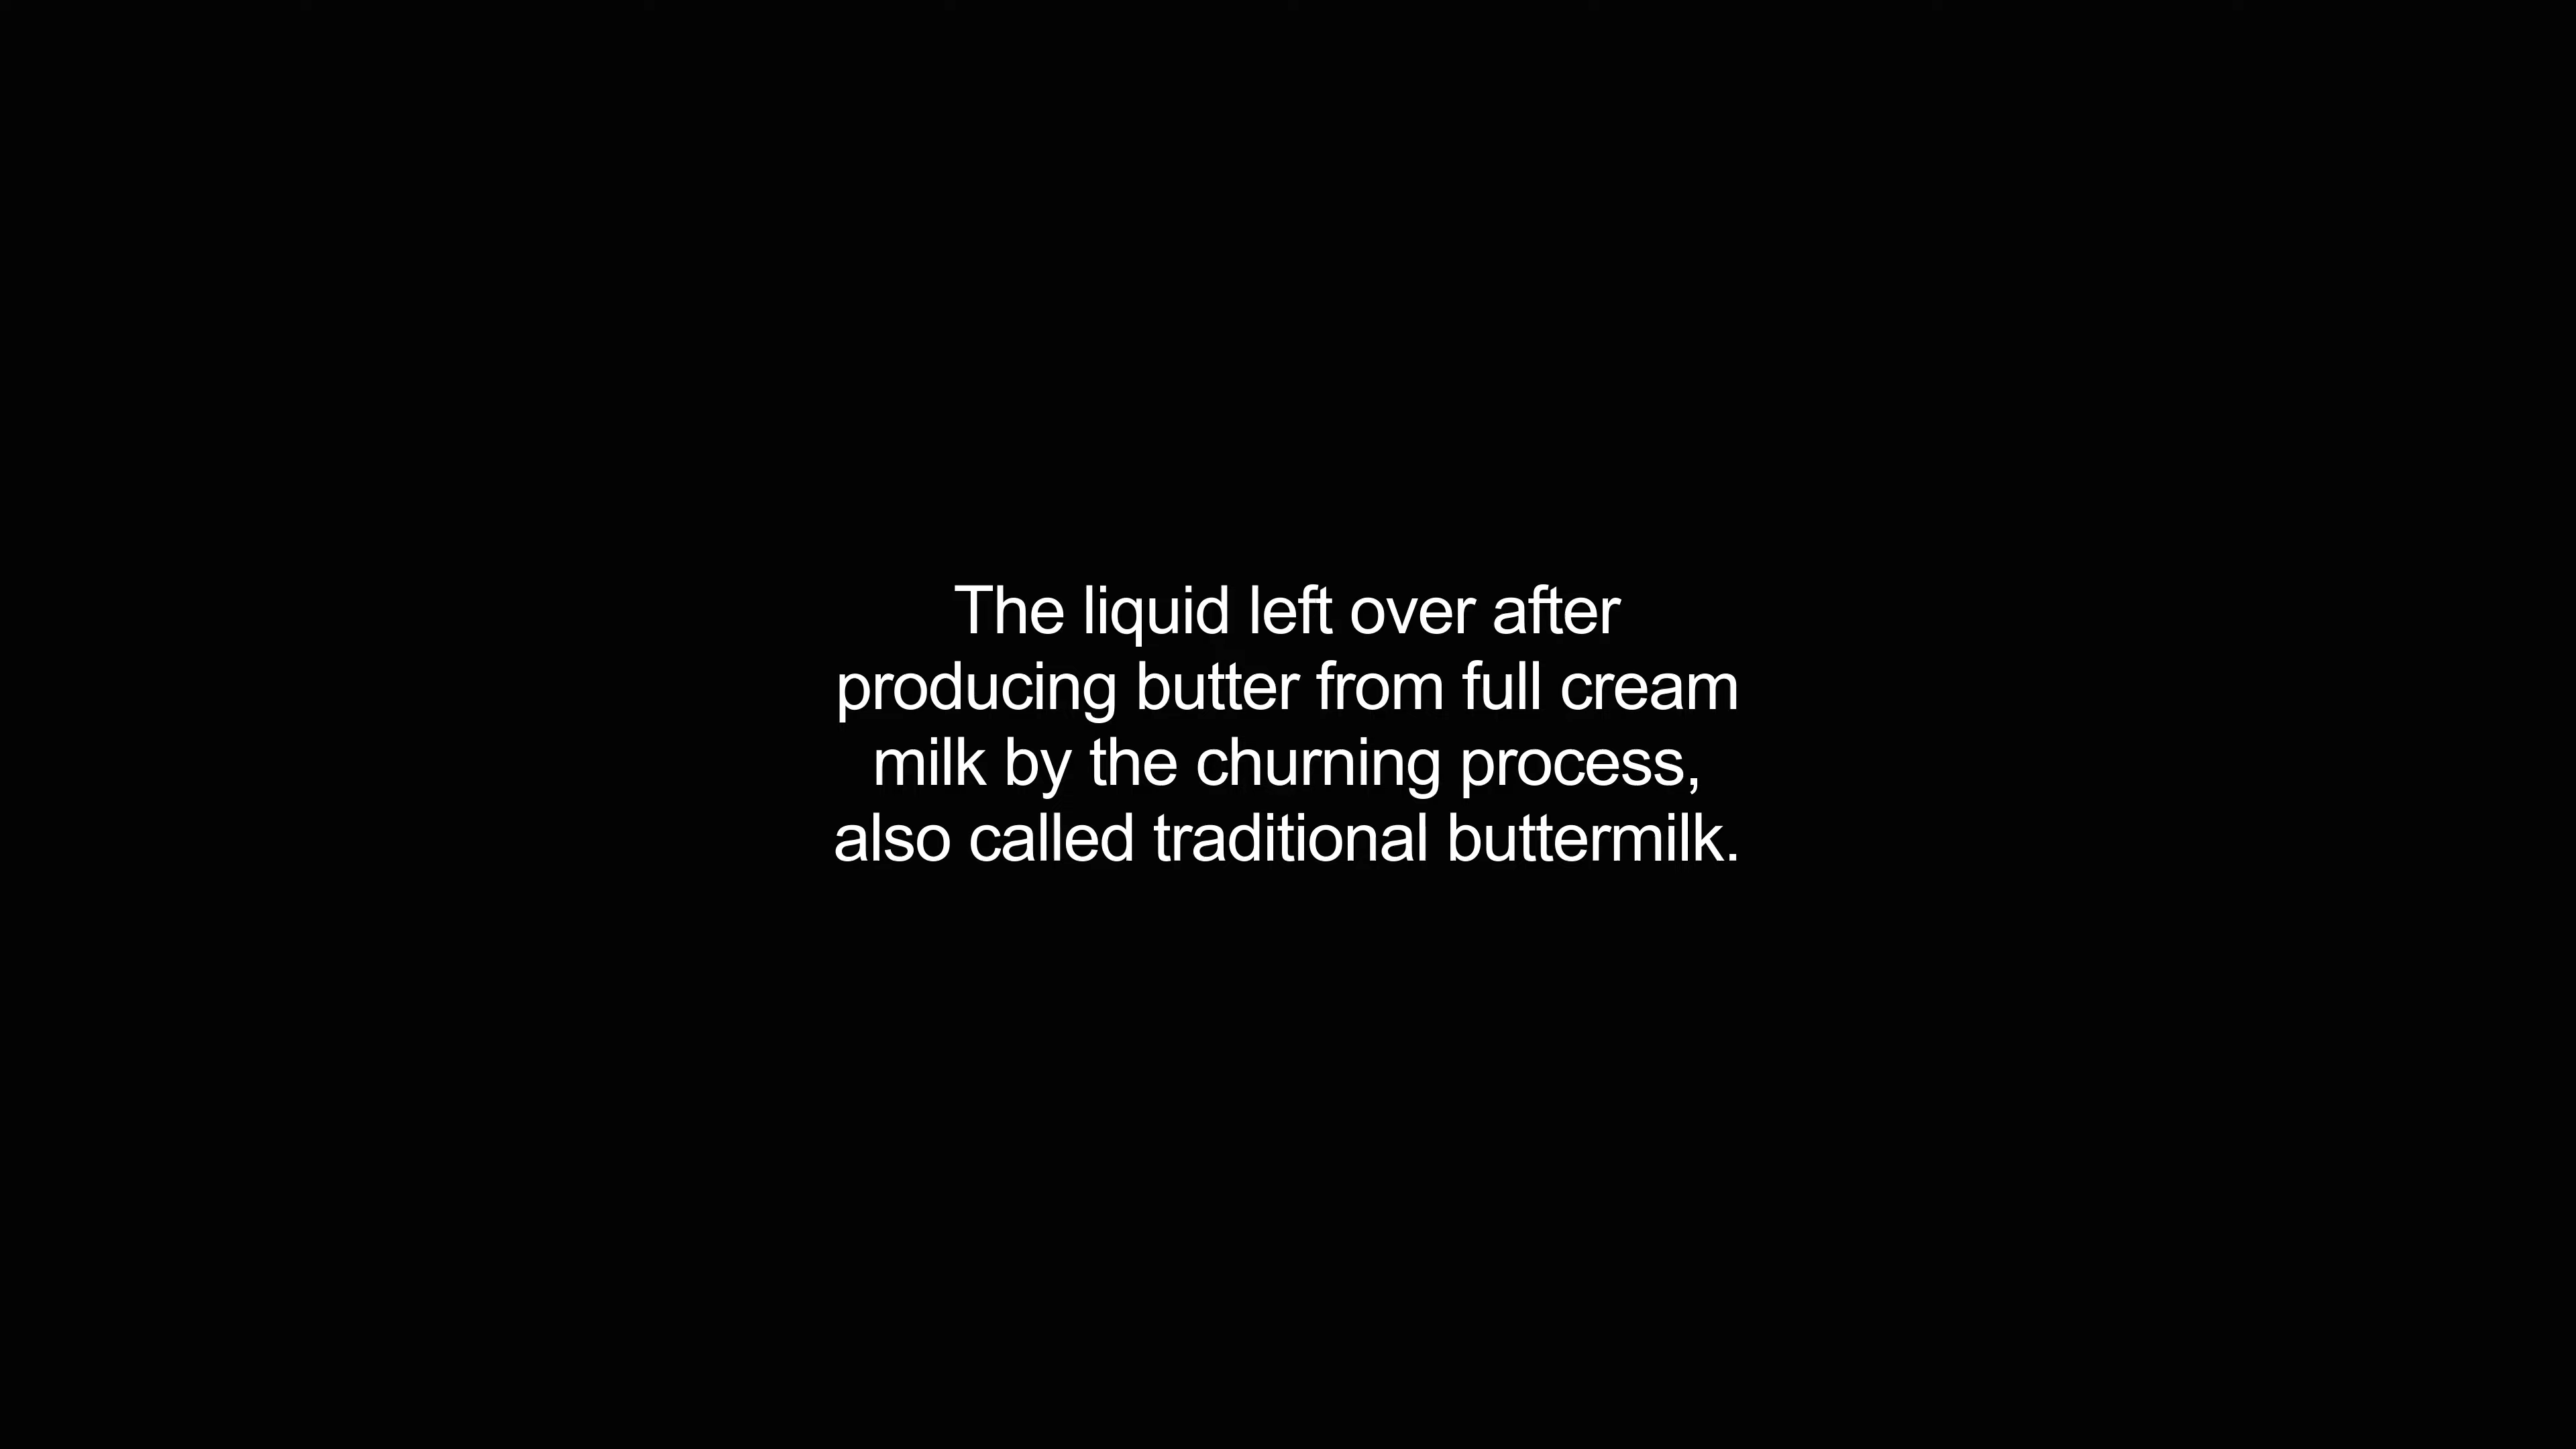 The liquid left over after
producing butter from full cream
milk by the churning process,
also called traditional buttermilk.